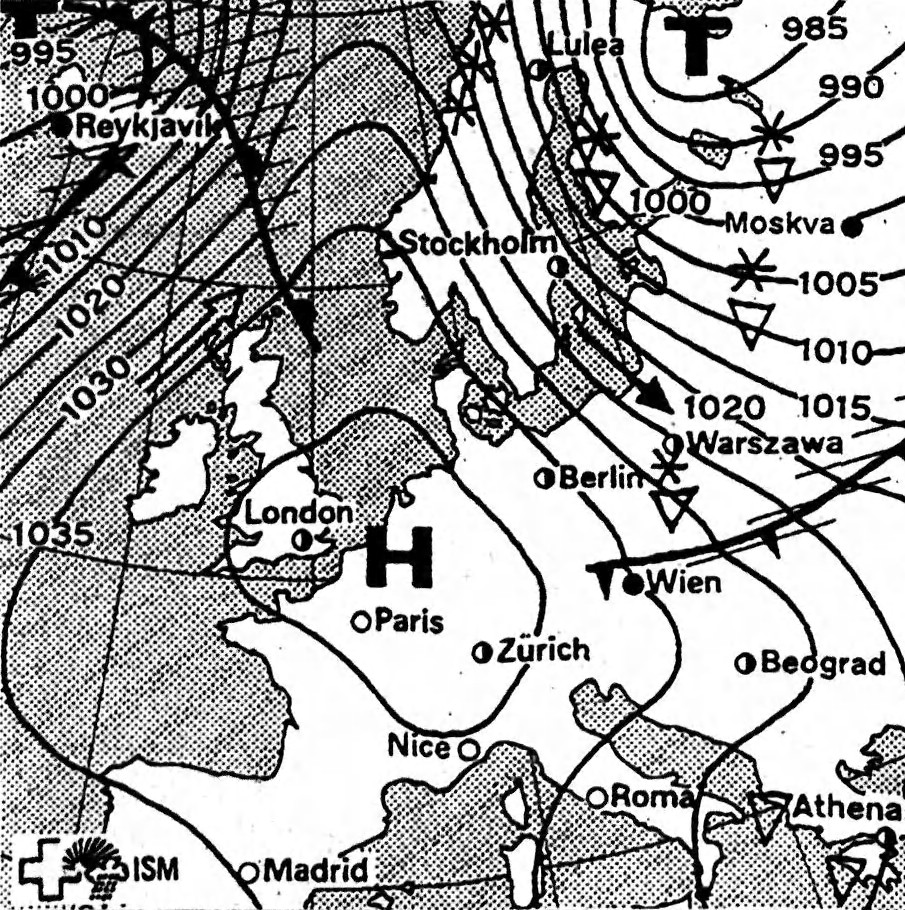 T
995
1000
Reykjavik
1010
1020
1030
1035
Lulea
T
985
990
995
1000
Moskva
Stockholm
1005
1010
1020
1015
Warszawa
Berlin
London
H
Wien
Paris
Zürich
Beograd
Nice
Roma
Athena
ISM
Madrid